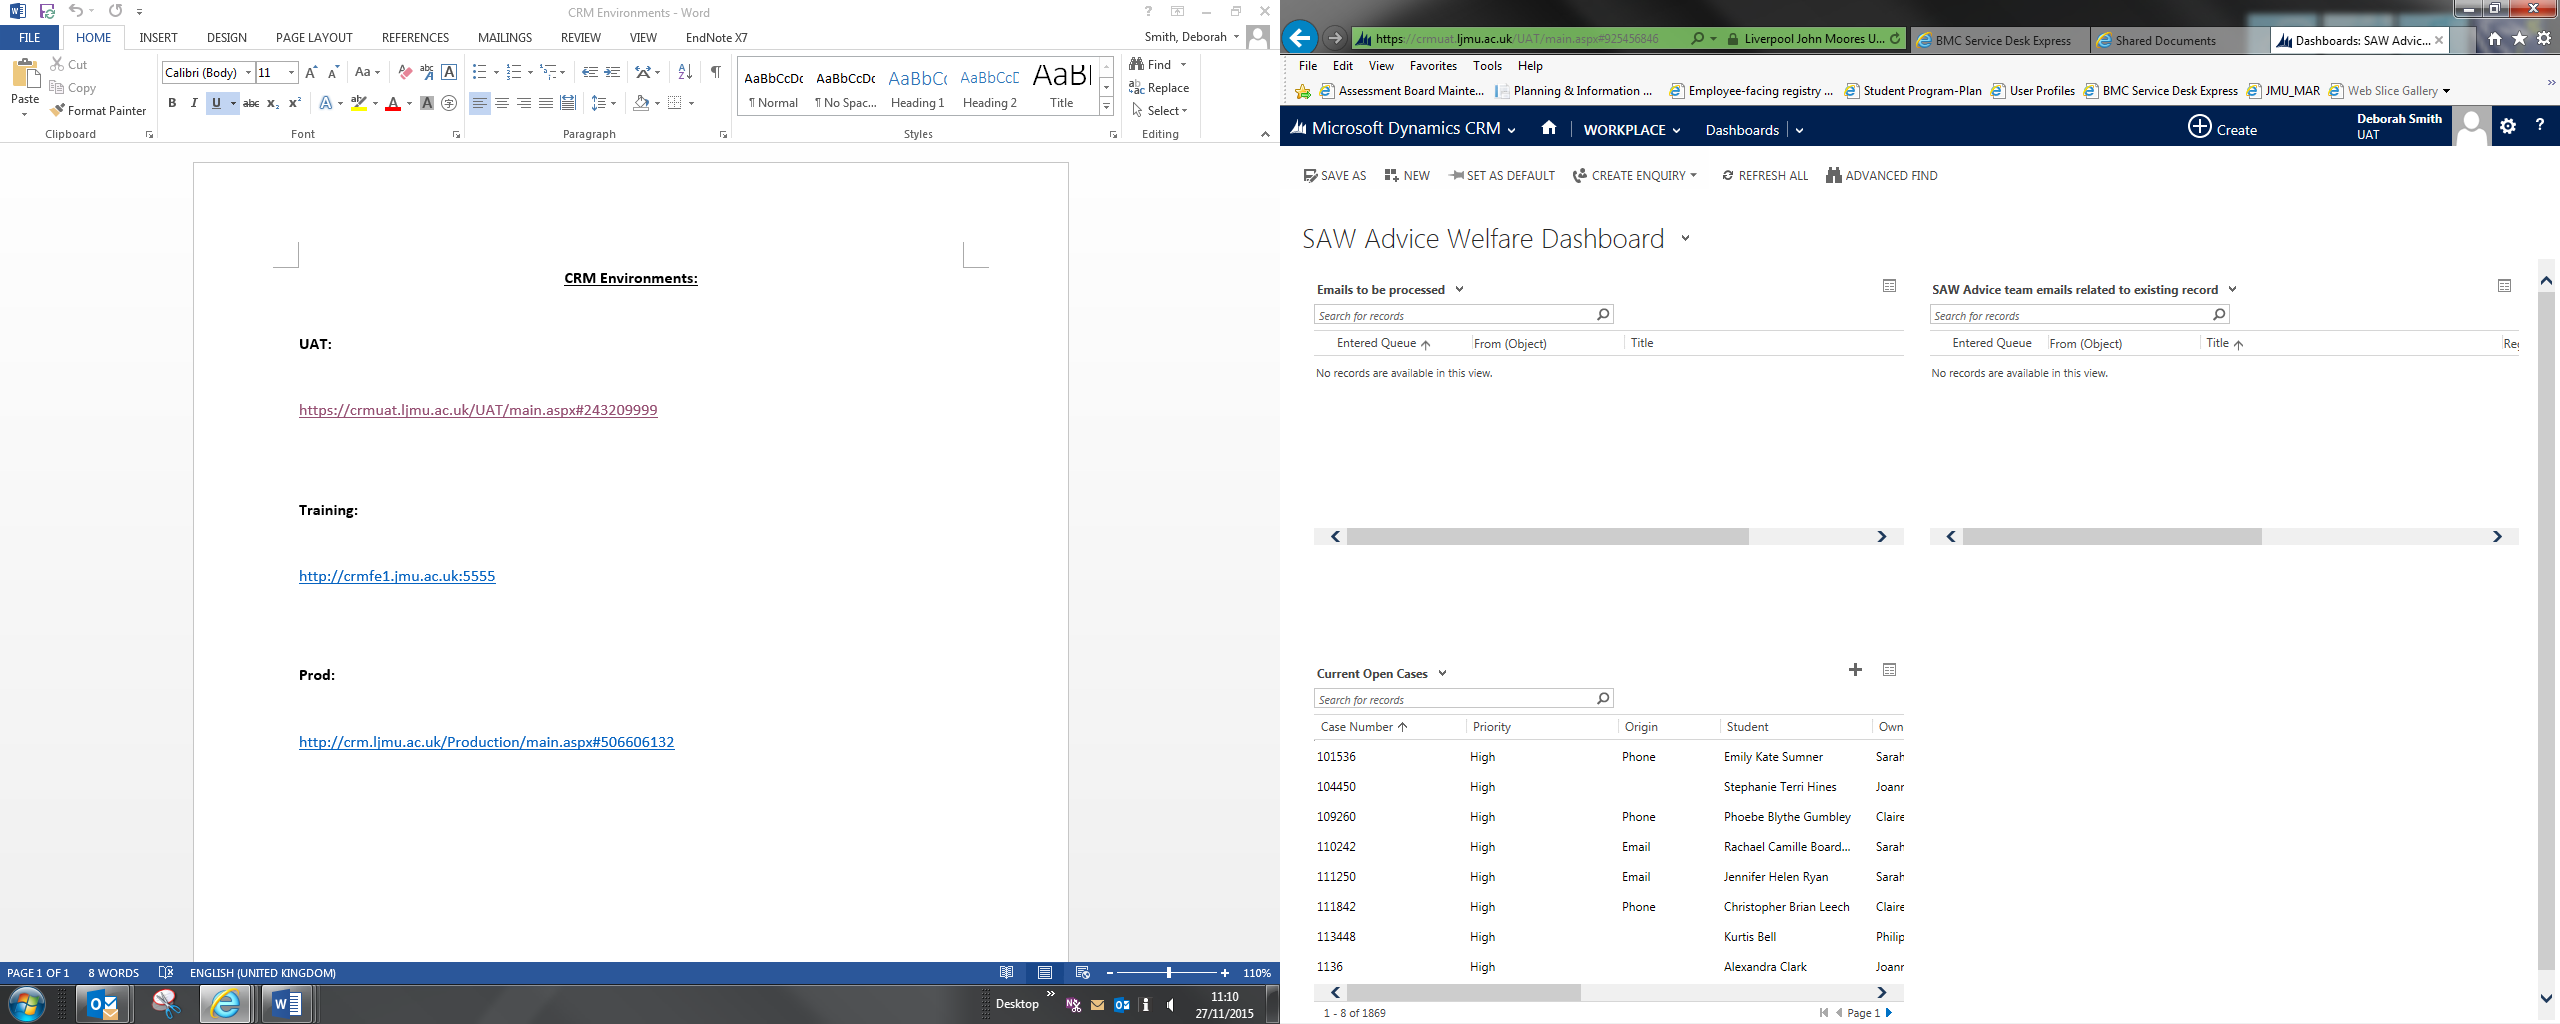 CRM Environments - Word
FILE HOME INSERT DESIGN PAGE LAYOUT REFERENCES MAILINGS REVIEW VIEW EndNote X7
Smith, Deborah
Paste
Cut
Copy
Format Painter
Clipboard
Calibri (Body) 11
Font
Paragraph
AaBbCcDc AaBbCcDc AaBbCc AaBbCcD AaBl
¶ Normal ¶ No Spac... Heading 1 Heading 2 Title
Styles
Find
Replace
Select
Editing
CRM Environments:
UAT:
https://crmuat.ljmu.ac.uk/UAT/main.aspx#243209999
Training:
http://crmfe1.jmu.ac.uk:5555
Prod:
http://crm.ljmu.ac.uk/Production/main.aspx#506606132
PAGE 1 OF 1 8 WORDS ENGLISH (UNITED KINGDOM) 110%
Desktop
11:10
27/11/2015
https://crmuat.ljmu.ac.uk/UAT/main.aspx#925456846 Liverpool John Moores U... BMC Service Desk Express Shared Documents Dashboards: SAW Advic...
File Edit View Favorites Tools Help
Assessment Board Mainte... Planning & Information ... Employee-facing registry ... Student Program-Plan User Profiles BMC Service Desk Express JMU_MAR Web Slice Gallery
Microsoft Dynamics CRM WORKPLACE Dashboards Create
Deborah Smith
UAT
SAVE AS NEW SET AS DEFAULT CREATE ENQUIRY REFRESH ALL ADVANCED FIND
SAW Advice Welfare Dashboard
Emails to be processed
Search for records
Entered Queue From (Object) Title
No records are available in this view.
SAW Advice team emails related to existing record
Search for records
Entered Queue From (Object) Title Reg
No records are available in this view.
Current Open Cases
Search for records
Case Number Priority Origin Student Own
101536 High Phone Emily Kate Sumner Sarah
104450 High Stephanie Terri Hines Joann
109260 High Phone Phoebe Blythe Gumbley Claire
110242 High Email Rachael Camille Board... Sarah
111250 High Email Jennifer Helen Ryan Sarah
111842 High Phone Christopher Brian Leech Claire
113448 High Kurtis Bell Philip
1136 High Alexandra Clark Joann
1 - 8 of 1869 Page 1